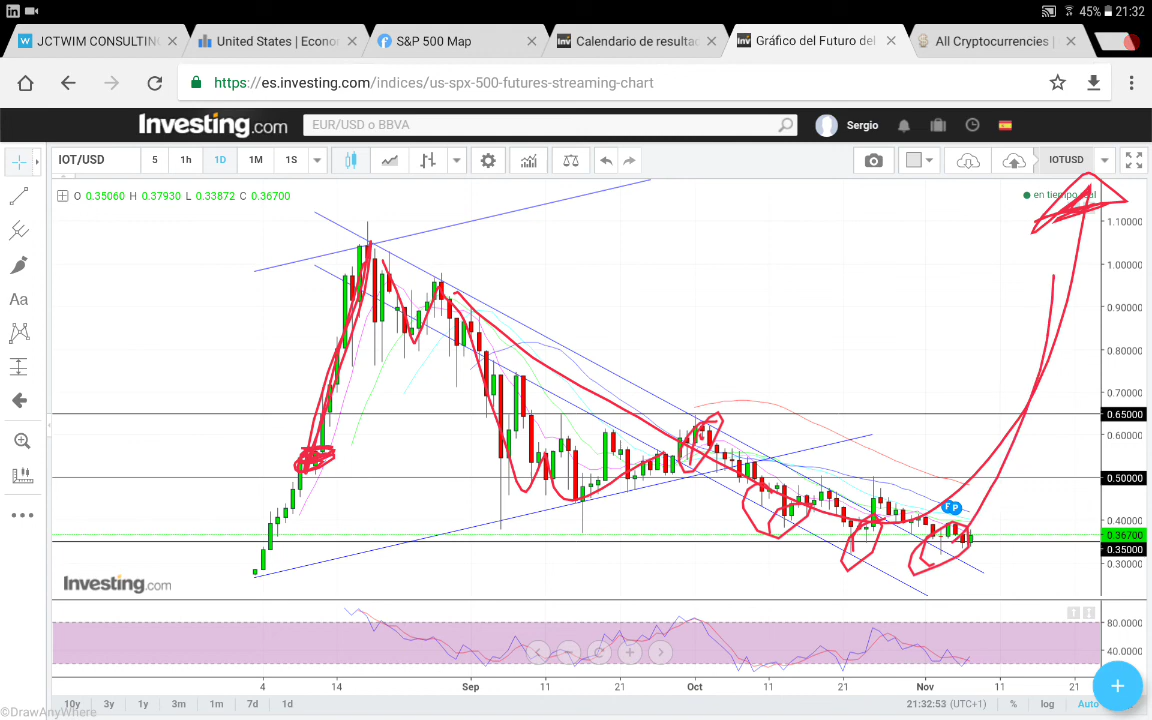 in 45% 21:32
W JCTWIM CONSULTIN × United States | Econo × f S&P 500 Map × Inv Calendario de resulta × Inv Gráfico del Futuro del × All Cryptocurrencies | ×
https://es.investing.com/indices/us-spx-500-futures-streaming-chart
Investing.com EUR/USD o BBVA Sergio
IOT/USD 5 1h 1D 1M 1S IOTUSD
O 0.35060 H 0.37930 L 0.33872 C 0.36700
en tiempo real
1.10000
1.00000
0.90000
0.80000
0.70000
0.65000
0.60000
0.50000
0.40000
0.36700
0.35000
0.30000
Aa
F P
Investing.com
80.0000
40.0000
4 14 Sep 11 21 Oct 11 21 Nov 11 21
10y 3y 1y 3m 1m 7d 1d 21:32:53 (UTC+1) % log Auto
©DrawAnyWhere